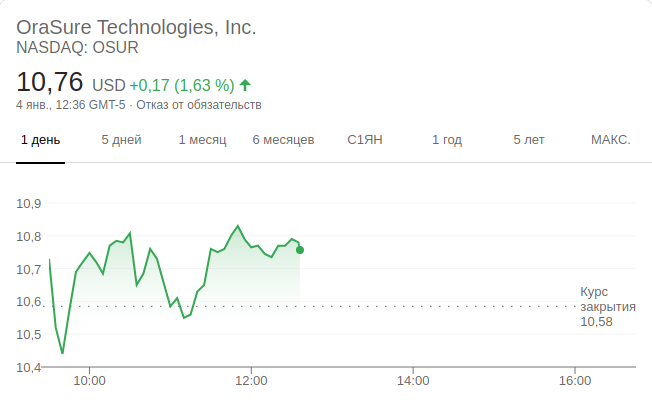 OraSure Technologies, Inc.
NASDAQ: OSUR
10,76 USD +0,17 (1,63 %)
4 янв., 12:36 GMT-5 · Отказ от обязательств
1 день 5 дней 1 месяц 6 месяцев С1ЯН 1 год 5 лет МАКС.
10,9
10,8
10,7
10,6
10,5
10,4
Курс
закрытия
10,58
10:00 12:00 14:00 16:00